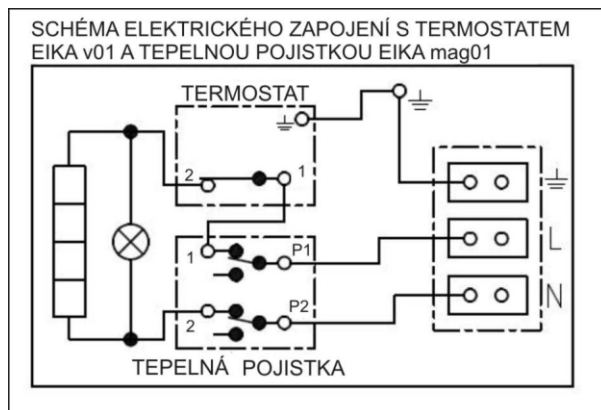 SCHÉMA ELEKTRICKÉHO ZAPOJENÍ S TERMOSTATEM
EIKA v01 A TEPELNOU POJISTKOU EIKA mag01
TERMOSTAT
2
1
1
P1
L
2
P2
N
TEPELNÁ POJISTKA